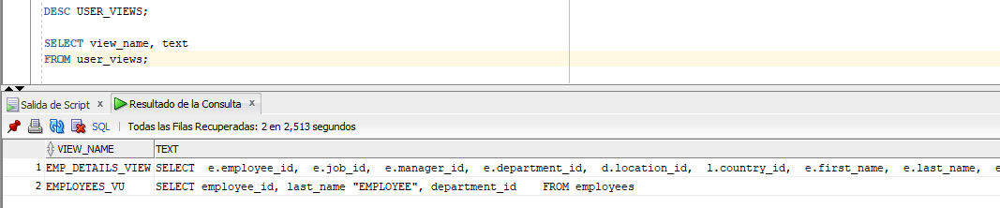 DESC USER_VIEWS;
SELECT view_name, text
FROM user_views;
Salida de Script x Resultado de la Consulta x
SQL | Todas las Filas Recuperadas: 2 en 2,513 segundos
VIEW_NAME TEXT
1 EMP_DETAILS_VIEW SELECT e.employee_id, e.job_id, e.manager_id, e.department_id, d.location_id, l.country_id, e.first_name, e.last_name, e
2 EMPLOYEES_VU SELECT employee_id, last_name "EMPLOYEE", department_id FROM employees